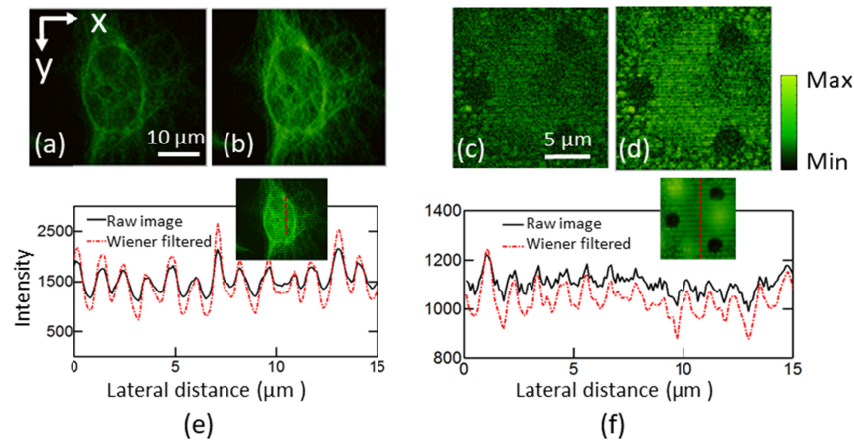 x
y
(a)
10 µm
(b)
(c)
5 µm
(d)
Max
Min
Intensity
2500
1500
500
Raw image
Wiener filtered
0
5
10
15
Lateral distance (µm )
(e)
1400
1200
1000
800
Raw image
Wiener filtered
0
5
10
15
Lateral distance (µm )
(f)